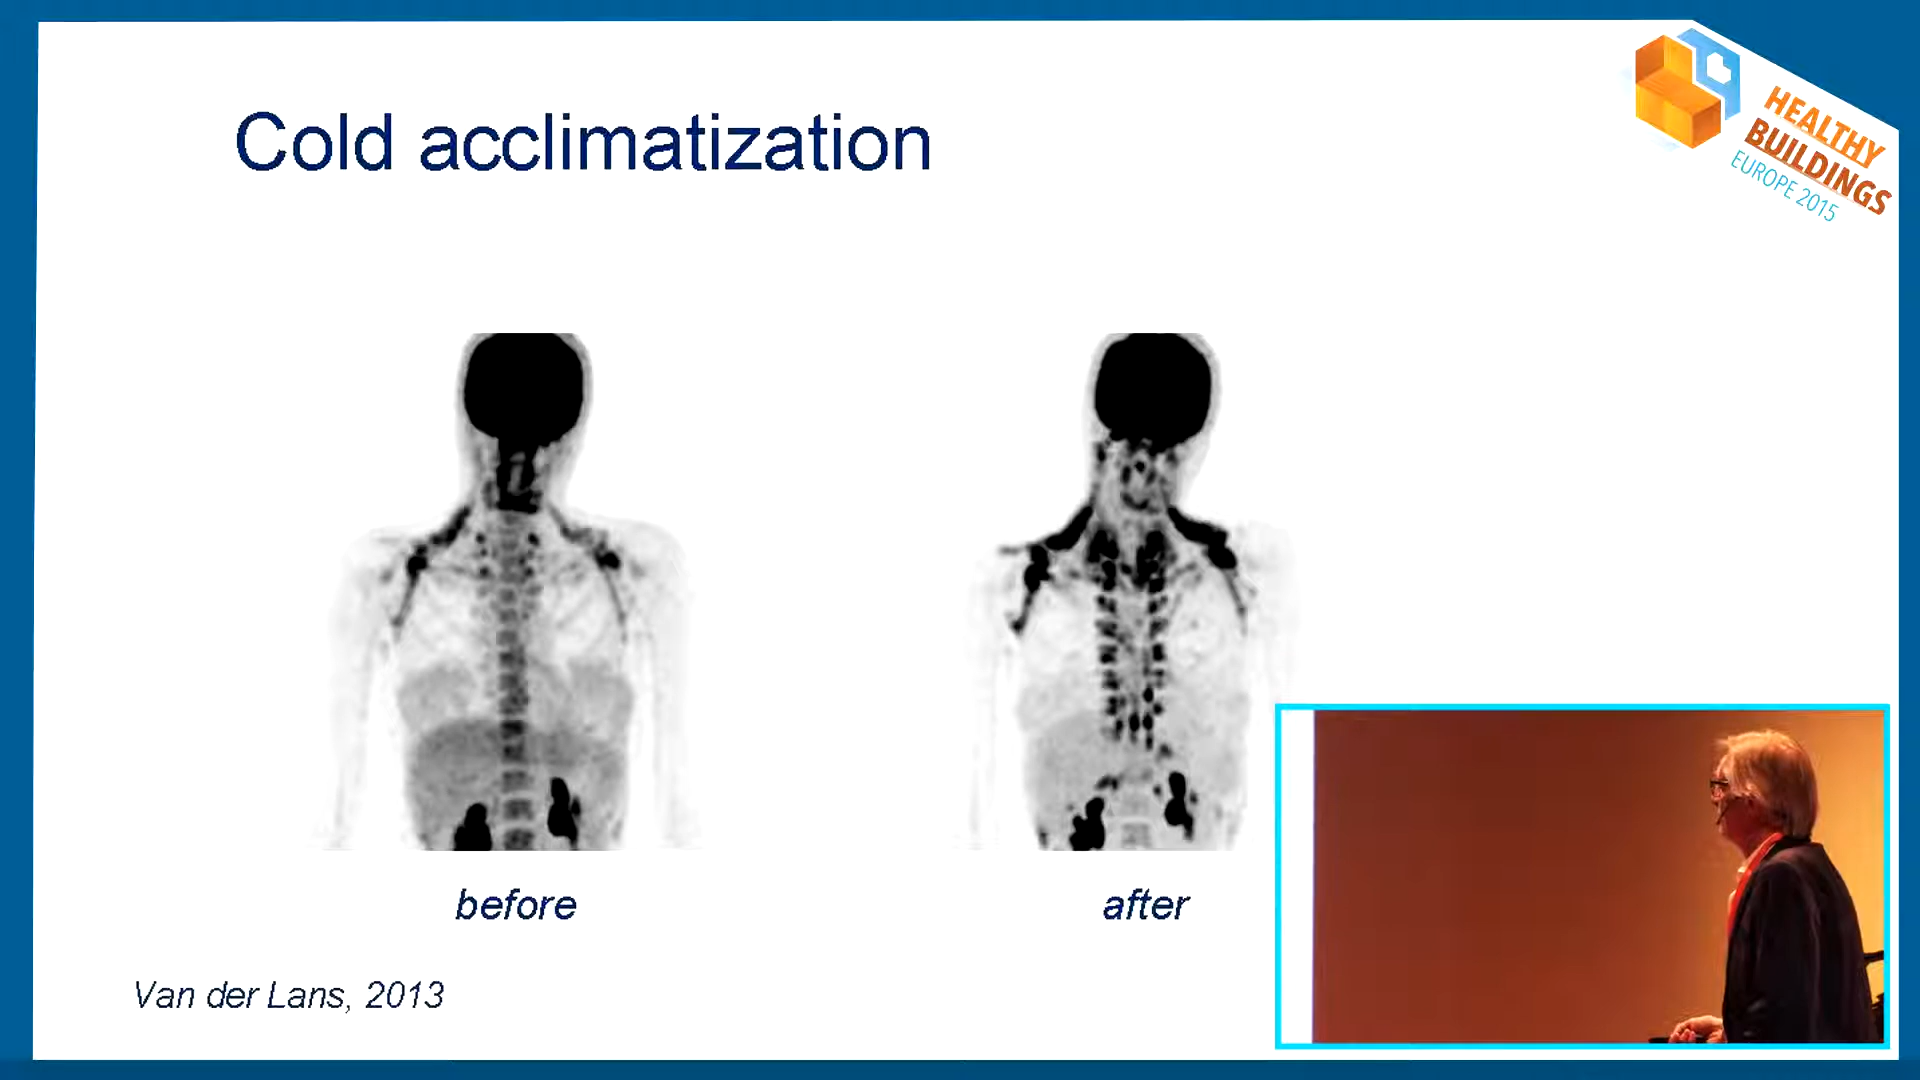 Cold acclimatization
HEALTHY
BUILDINGS
EUROPE 2015
before
after
Van der Lans, 2013